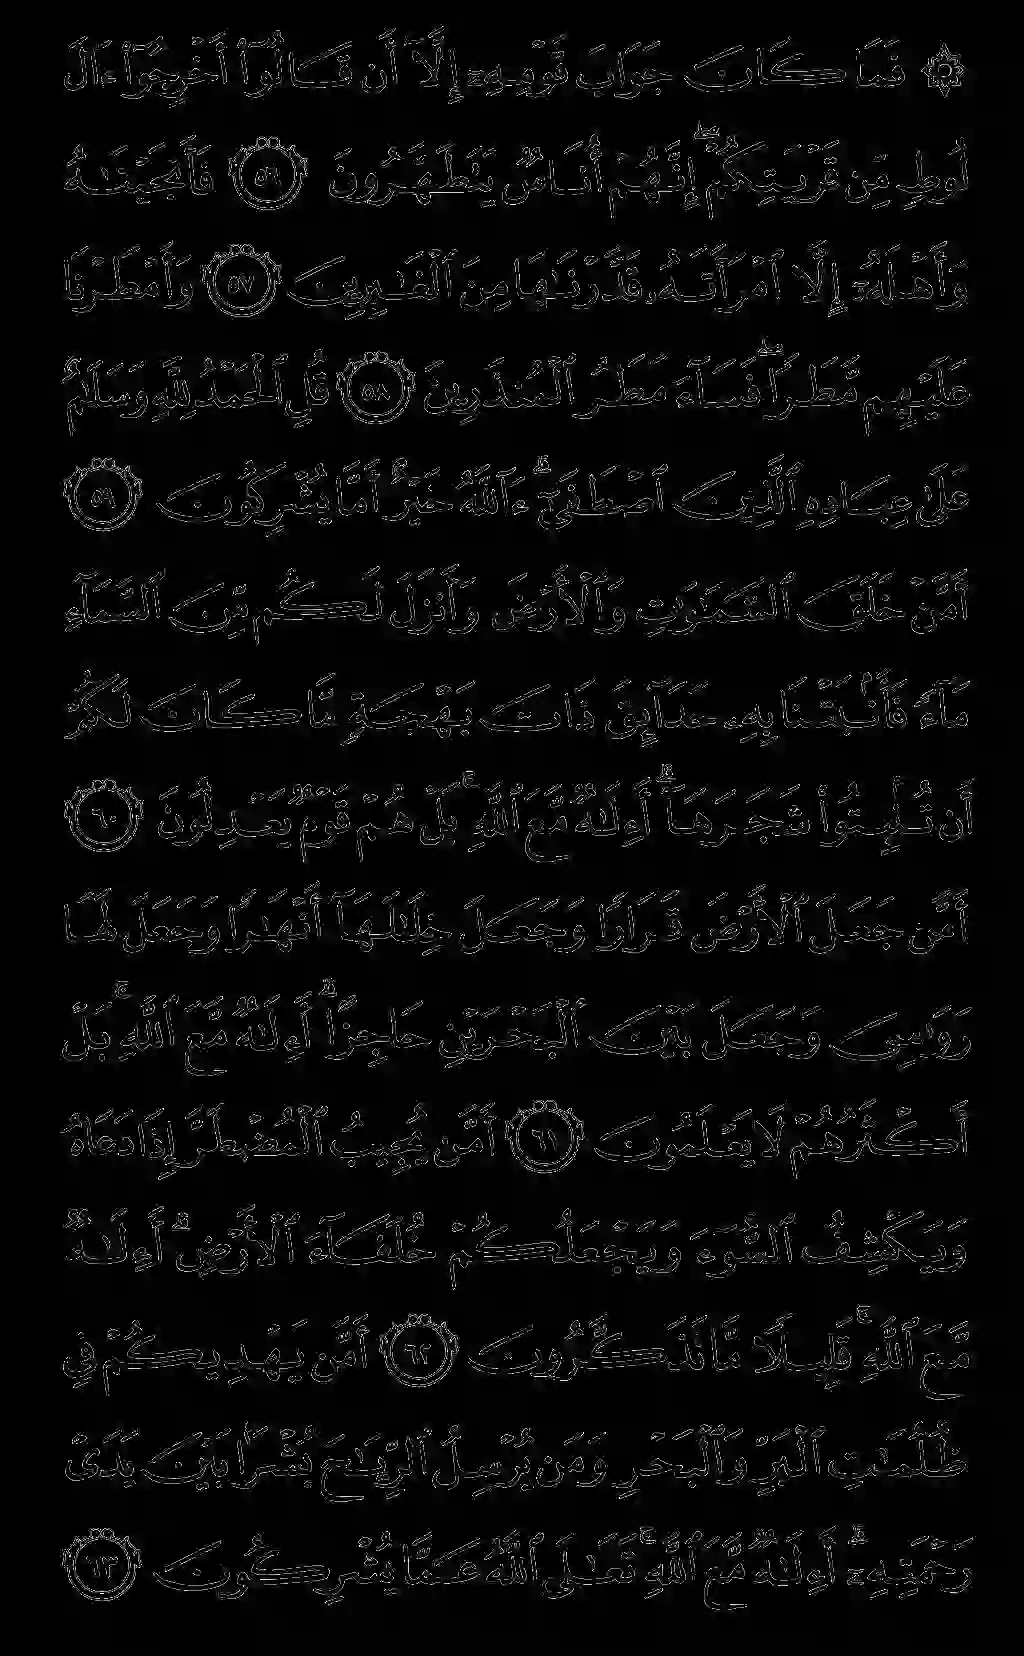 ۞ فَمَا كَانَ جَوَابَ قَوْمِهِۦٓ إِلَّآ أَن قَالُوٓا۟ أَخْرِجُوٓا۟ ءَالَ
لُوطٍ مِّن قَرْيَتِكُمْ ۖ إِنَّهُمْ أُنَاسٌ يَتَطَهَّرُونَ ٥٦ فَأَنجَيْنَـٰهُ
وَأَهْلَهُۥٓ إِلَّا ٱمْرَأَتَهُۥ قَدَّرْنَـٰهَا مِنَ ٱلْغَـٰبِرِينَ ٥٧ وَأَمْطَرْنَا
عَلَيْهِم مَّطَرًا ۖ فَسَآءَ مَطَرُ ٱلْمُنذَرِينَ ٥٨ قُلِ ٱلْحَمْدُ لِلَّهِ وَسَلَـٰمٌ
عَلَىٰ عِبَادِهِ ٱلَّذِينَ ٱصْطَفَىٰٓ ۗ ءَآللَّهُ خَيْرٌ أَمَّا يُشْرِكُونَ ٥٩
أَمَّنْ خَلَقَ ٱلسَّمَـٰوَٰتِ وَٱلْأَرْضَ وَأَنزَلَ لَكُم مِّنَ ٱلسَّمَآءِ
مَآءً فَأَنۢبَتْنَا بِهِۦ حَدَآئِقَ ذَاتَ بَهْجَةٍ مَّا كَانَ لَكُمْ
أَن تُنۢبِتُوا۟ شَجَرَهَآ ۗ أَءِلَـٰهٌ مَّعَ ٱللَّهِ ۚ بَلْ هُمْ قَوْمٌ يَعْدِلُونَ ٦٠
أَمَّن جَعَلَ ٱلْأَرْضَ قَرَارًا وَجَعَلَ خِلَـٰلَهَآ أَنْهَـٰرًا وَجَعَلَ لَهَا
رَوَٰسِىَ وَجَعَلَ بَيْنَ ٱلْبَحْرَيْنِ حَاجِزًا ۗ أَءِلَـٰهٌ مَّعَ ٱللَّهِ ۚ بَلْ
أَكْثَرُهُمْ لَا يَعْلَمُونَ ٦١ أَمَّن يُجِيبُ ٱلْمُضْطَرَّ إِذَا دَعَاهُ
وَيَكْشِفُ ٱلسُّوٓءَ وَيَجْعَلُكُمْ خُلَفَآءَ ٱلْأَرْضِ ۗ أَءِلَـٰهٌ
مَّعَ ٱللَّهِ ۚ قَلِيلًا مَّا تَذَكَّرُونَ ٦٢ أَمَّن يَهْدِيكُمْ فِى
ظُلُمَـٰتِ ٱلْبَرِّ وَٱلْبَحْرِ وَمَن يُرْسِلُ ٱلرِّيَـٰحَ بُشْرًۢا بَيْنَ يَدَىْ
رَحْمَتِهِۦٓ ۗ أَءِلَـٰهٌ مَّعَ ٱللَّهِ ۚ تَعَـٰلَى ٱللَّهُ عَمَّا يُشْرِكُونَ ٦٣